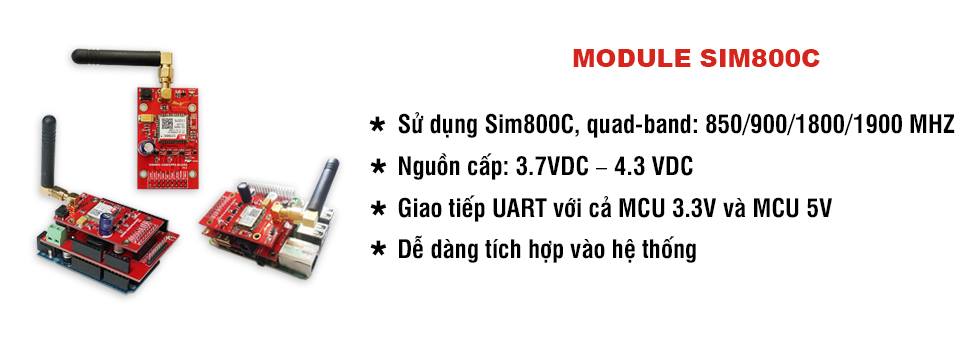 MODULE SIM800C
* Sử dụng Sim800C, quad-band: 850/900/1800/1900 MHZ
* Nguồn cấp: 3.7VDC – 4.3 VDC
* Giao tiếp UART với cả MCU 3.3V và MCU 5V
* Dễ dàng tích hợp vào hệ thống